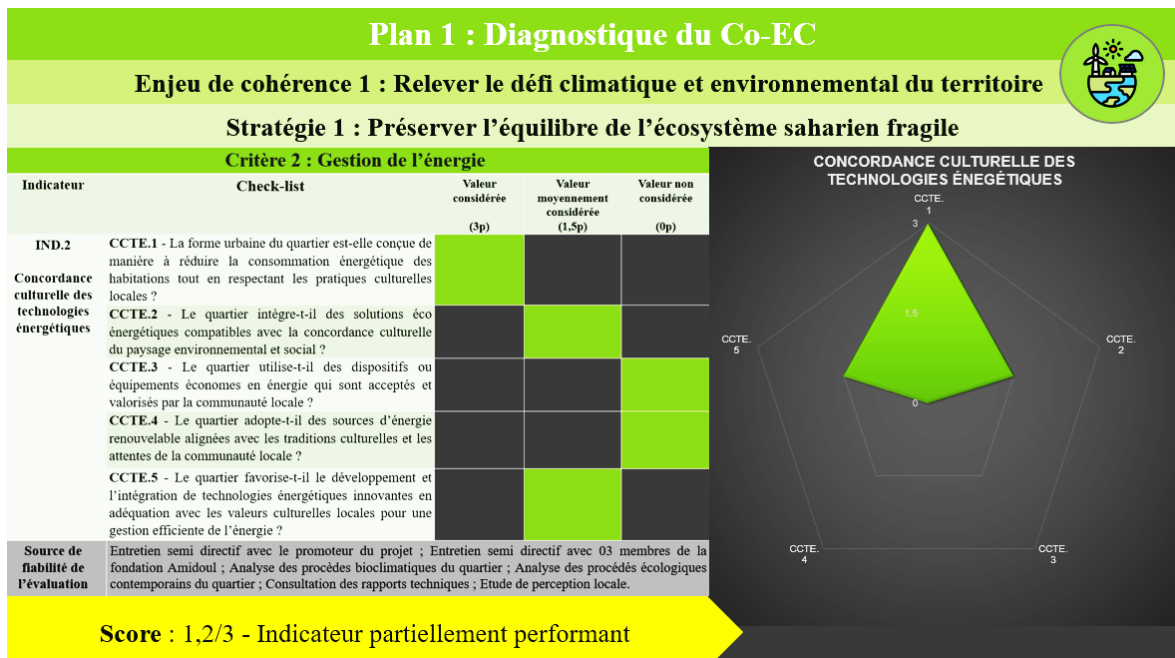 Plan 1 : Diagnostique du Co-EC
Enjeu de cohérence 1 : Relever le défi climatique et environnemental du territoire
Stratégie 1 : Préserver l'équilibre de l'écosystème saharien fragile
Critère 2 : Gestion de l'énergie
Indicateur
Check-list
Valeur
considérée
(3p)
Valeur
moyennement
considérée
(1,5p)
Valeur non
considérée
(0p)
IND.2
Concordance
culturelle des
technologies
énergétiques
CCTE.1 - La forme urbaine du quartier est-elle conçue de
manière à réduire la consommation énergétique des
habitations tout en respectant les pratiques culturelles
locales ?
CCTE.2 - Le quartier intègre-t-il des solutions éco
énergétiques compatibles avec la concordance culturelle
du paysage environnemental et social ?
CCTE.3 - Le quartier utilise-t-il des dispositifs ou
équipements économes en énergie qui sont acceptés et
valorisés par la communauté locale ?
CCTE.4 - Le quartier adopte-t-il des sources d'énergie
renouvelable alignées avec les traditions culturelles et les
attentes de la communauté locale ?
CCTE.5 - Le quartier favorise-t-il le développement et
l'intégration de technologies énergétiques innovantes en
adéquation avec les valeurs culturelles locales pour une
gestion efficiente de l'énergie ?
Source de
fiabilité de
l'évaluation
Entretien semi directif avec le promoteur du projet ; Entretien semi directif avec 03 membres de la
fondation Amidoul ; Analyse des procèdes bioclimatiques du quartier ; Analyse des procédés écologiques
contemporains du quartier ; Consultation des rapports techniques ; Etude de perception locale.
Score : 1,2/3 - Indicateur partiellement performant
CONCORDANCE CULTURELLE DES
TECHNOLOGIES ÉNEGÉTIQUES
CCTE.
1
3
1,5
0
CCTE.
2
CCTE.
3
CCTE.
4
CCTE.
5